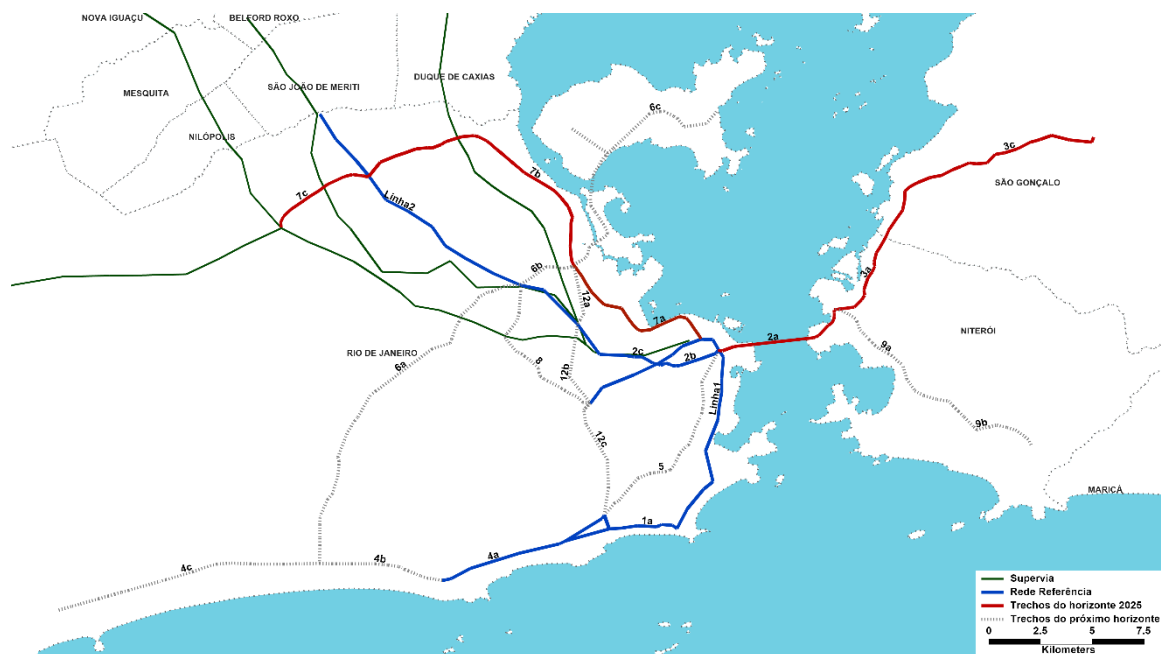 NOVA IGUAÇU
BELFORD ROXO
DUQUE DE CAXIAS
SÃO JOÃO DE MERITI
MESQUITA
NILÓPOLIS
6c
3c
SÃO GONÇALO
7b
7c
Linha2
6b
3a
12a
7a
2a
NITERÓI
RIO DE JANEIRO
2c
2b
9a
8
6a
12b
Linha1
9b
12c
5
MARICÁ
1a
4a
4b
4c
Supervia
Rede Referência
Trechos do horizonte 2025
Trechos do próximo horizonte
0 2.5 5 7.5
Kilometers